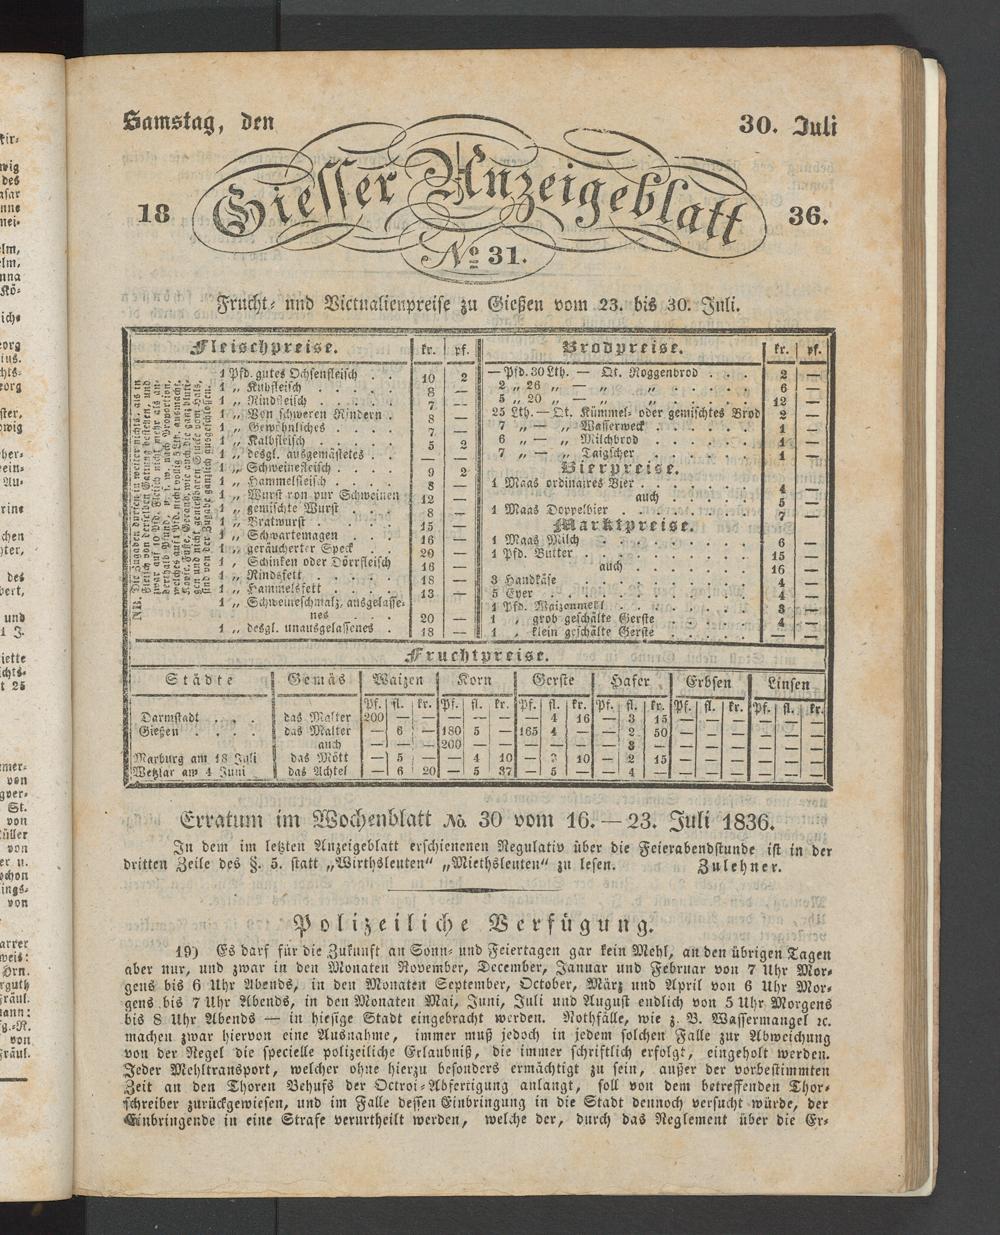 Samstag, den 30. Juli
18 Giesser Anzeigeblatt 36.
No 31.
Frucht- und Victualienpreise zu Gießen vom 23. bis 30. Juli.
Fleischpreise. kr. pf.
1 Pfd. gutes Ochsenfleisch . . 10 2
1 „ Kuhfleisch . . . . 8 —
1 „ Rindfleisch . . . . 7 —
1 „ Von schweren Rindern . 8 —
1 „ Gewöhnliches . . . . 7 —
1 „ Kalbfleisch . . . . 5 2
1 „ desgl. ausgemästetes . . — —
1 „ Schweinefleisch . . . . 9 2
1 „ Hammelfleisch . . . . 8 —
1 „ Wurst von pur Schweinen 12 —
1 „ gemischte Wurst . . 8 —
1 „ Bratwurst . . . . 15 —
1 „ Schwartemagen . . . 16 —
1 „ geräucherter Speck . . 20 —
1 „ Schinken oder Dörrfleisch 16 —
1 „ Rindsfett . . . . 18 —
1 „ Hammelsfett . . . . 13 —
1 „ Schweineschmalz, ausgelasse-
nes . . . 20 —
1 „ desgl. unausgelassenes . 18 —
Brodpreise. kr. pf.
— Pfd. 30 Lth. — Qt. Roggenbrod . . . 2 —
2 „ 26 „ — „ „ . . . 6 —
5 „ 20 „ — „ „ . . . 12 —
25 Lth. — Qt. Kümmel- oder gemischtes Brod 2 —
7 „ — „ Wasserweck . . . . 1 —
6 „ — „ Milchbrod . . . . 1 —
7 „ — „ Taigscher . . . . 1 —
Bierpreise.
1 Maas ordinaires Bier . . . . 4 —
auch . . . . 5 —
1 Maas Doppelbier . . . . 7 —
Marktpreise.
1 Maas Milch . . . . 6 —
1 Pfd. Butter . . . . 15 —
auch . . . . 16 —
3 Handkäse . . . . 4 —
5 Eyer . . . . 4 —
1 Pfd. Waizenmehl . . . . 3 —
1 „ grob geschälte Gerste . . . 4 —
1 „ klein geschälte Gerste . . . — —
Fruchtpreise.
Städte Gemäs Waizen Korn Gerste Hafer Erbsen Linsen
Pf. fl. kr. Pf. fl. kr. Pf. fl. kr. Pf. fl. kr. Pf. fl. kr. Pf. fl. kr.
Darmstadt . . . das Malter 200 — — — — — — 4 16 — 3 15 — — — — — —
Gießen . . . . das Malter — 6 — 180 5 — 165 4 — — 2 50 — — — — — —
auch — — — 200 — — — — — — 3 — — — — — — —
Marburg am 18 Juli das Mött — 5 — — 4 10 — 3 10 — 2 15 — — — — — —
Wetzlar am 4 Juni das Achtel — 6 20 — 5 37 — 5 — — 4 — — — — — — —
Erratum im Wochenblatt No. 30 vom 16. — 23. Juli 1836.
In dem im letzten Anzeigeblatt erschienenen Regulativ über die Feierabendstunde ist in der
dritten Zeile des §. 5. statt „Wirthsleuten“ „Miethsleuten“ zu lesen. Zulehner.
Polizeiliche Verfügung.
19) Es darf für die Zukunft an Sonn- und Feiertagen gar kein Mehl, an den übrigen Tagen
aber nur, und zwar in den Monaten November, December, Januar und Februar von 7 Uhr Mor-
gens bis 6 Uhr Abends, in den Monaten September, October, März und April von 6 Uhr Mor-
gens bis 7 Uhr Abends, in den Monaten Mai, Juni, Juli und August endlich von 5 Uhr Morgens
bis 8 Uhr Abends — in hiesige Stadt eingebracht werden. Nothfälle, wie z. B. Wassermangel ꝛc.
machen zwar hiervon eine Ausnahme, immer muß jedoch in jedem solchen Falle zur Abweichung
von der Regel die specielle polizeiliche Erlaubniß, die immer schriftlich erfolgt, eingeholt werden.
Jeder Mehltransport, welcher ohne hierzu besonders ermächtigt zu sein, außer der vorbestimmten
Zeit an den Thoren Behufs der Octroi-Abfertigung anlangt, soll von dem betreffenden Thor-
schreiber zurückgewiesen, und im Falle dessen Einbringung in die Stadt dennoch versucht würde, der
Einbringende in eine Strafe verurtheilt werden, welche der, durch das Reglement über die Er-